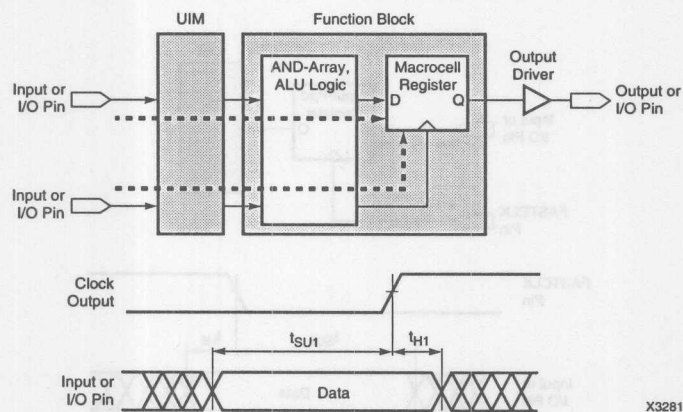 UIM
Function Block
AND-Array,
ALU Logic
Macrocell
Register
D
Q
Output
Driver
Input or
I/O Pin
Output or
I/O Pin
Input or
I/O Pin
Clock
Output
tSU1
tH1
Input or
I/O Pin
Data
X3281